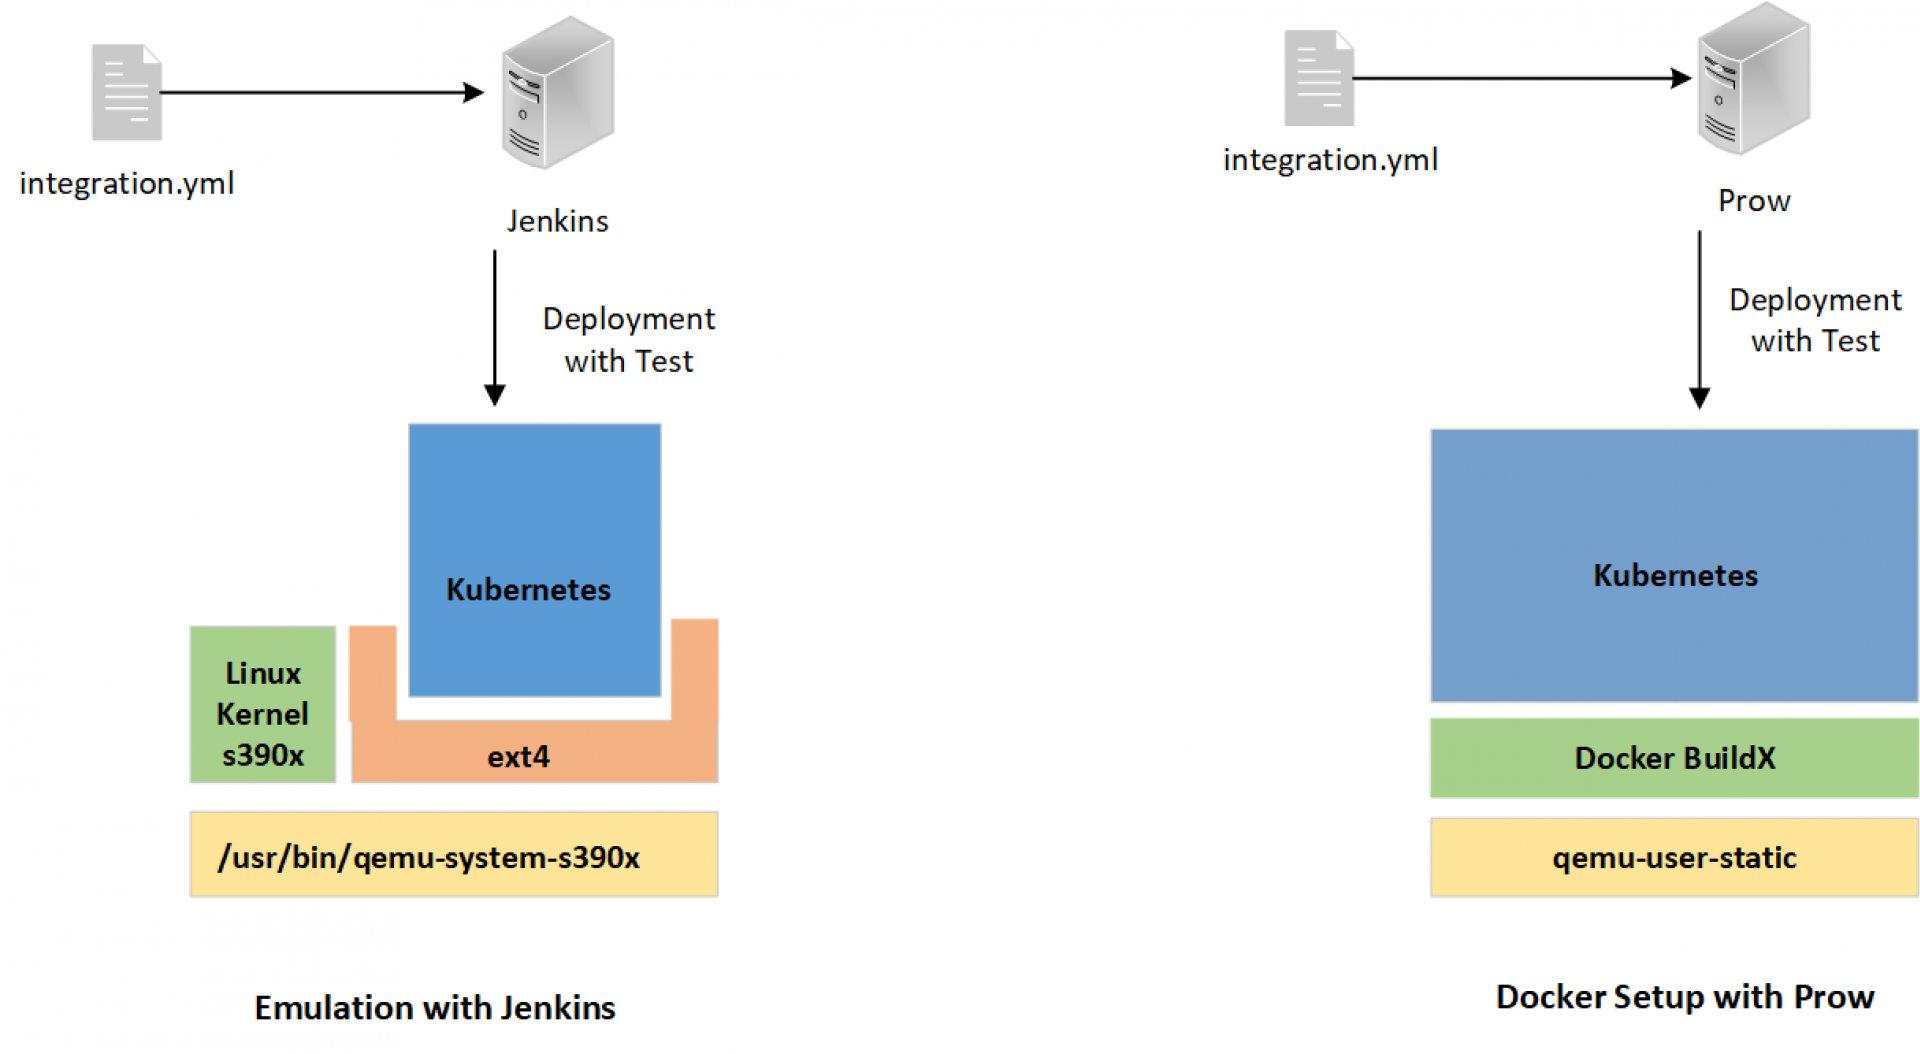 integration.yml
Jenkins
Deployment
with Test
Kubernetes
Linux
Kernel
s390x
ext4
/usr/bin/qemu-system-s390x
Emulation with Jenkins
integration.yml
Prow
Deployment
with Test
Kubernetes
Docker BuildX
qemu-user-static
Docker Setup with Prow